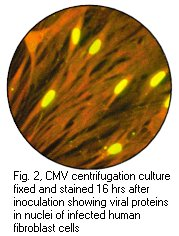 Fig. 2, CMV centrifugation culture
fixed and stained 16 hrs after
inoculation showing viral proteins
in nuclei of infected human
fibroblast cells